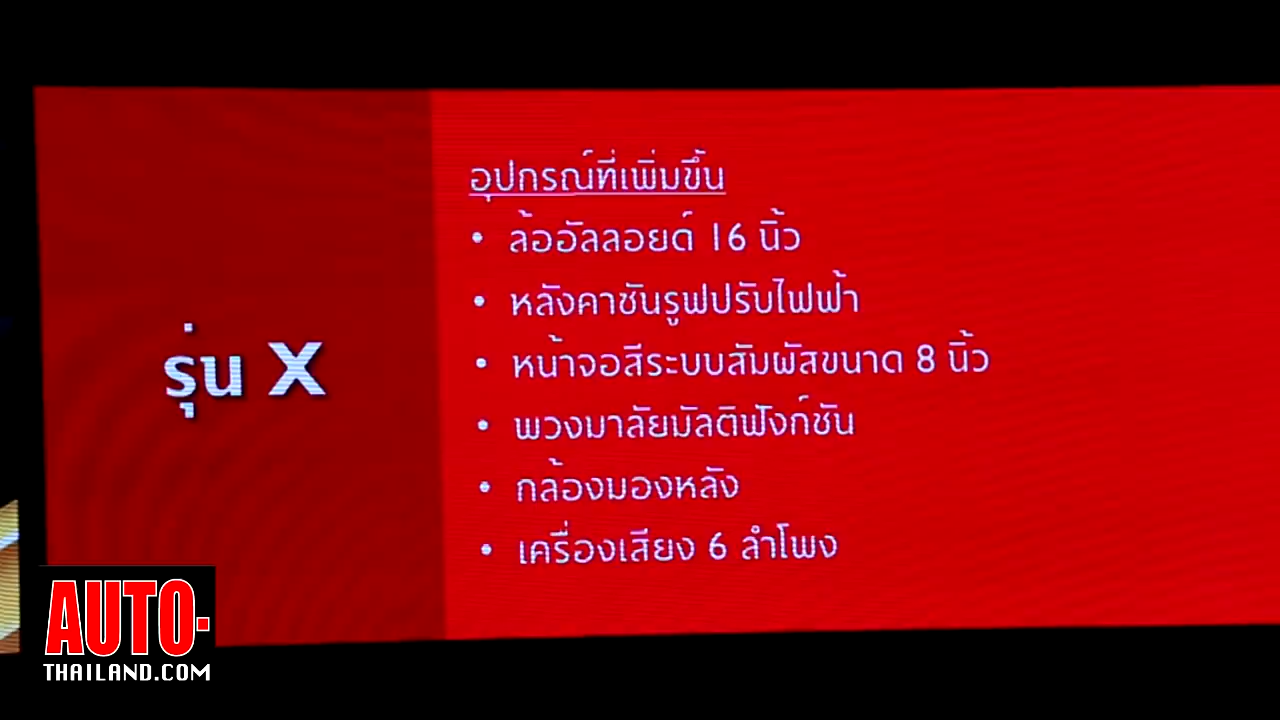 รุ่น X
อุปกรณ์ที่เพิ่มขึ้น
• ล้ออัลลอยด์ 16 นิ้ว
• หลังคาซันรูฟปรับไฟฟ้า
• หน้าจอสีระบบสัมผัสขนาด 8 นิ้ว
• พวงมาลัยมัลติฟังก์ชัน
• กล้องมองหลัง
• เครื่องเสียง 6 ลำโพง
AUTO-
THAILAND.COM